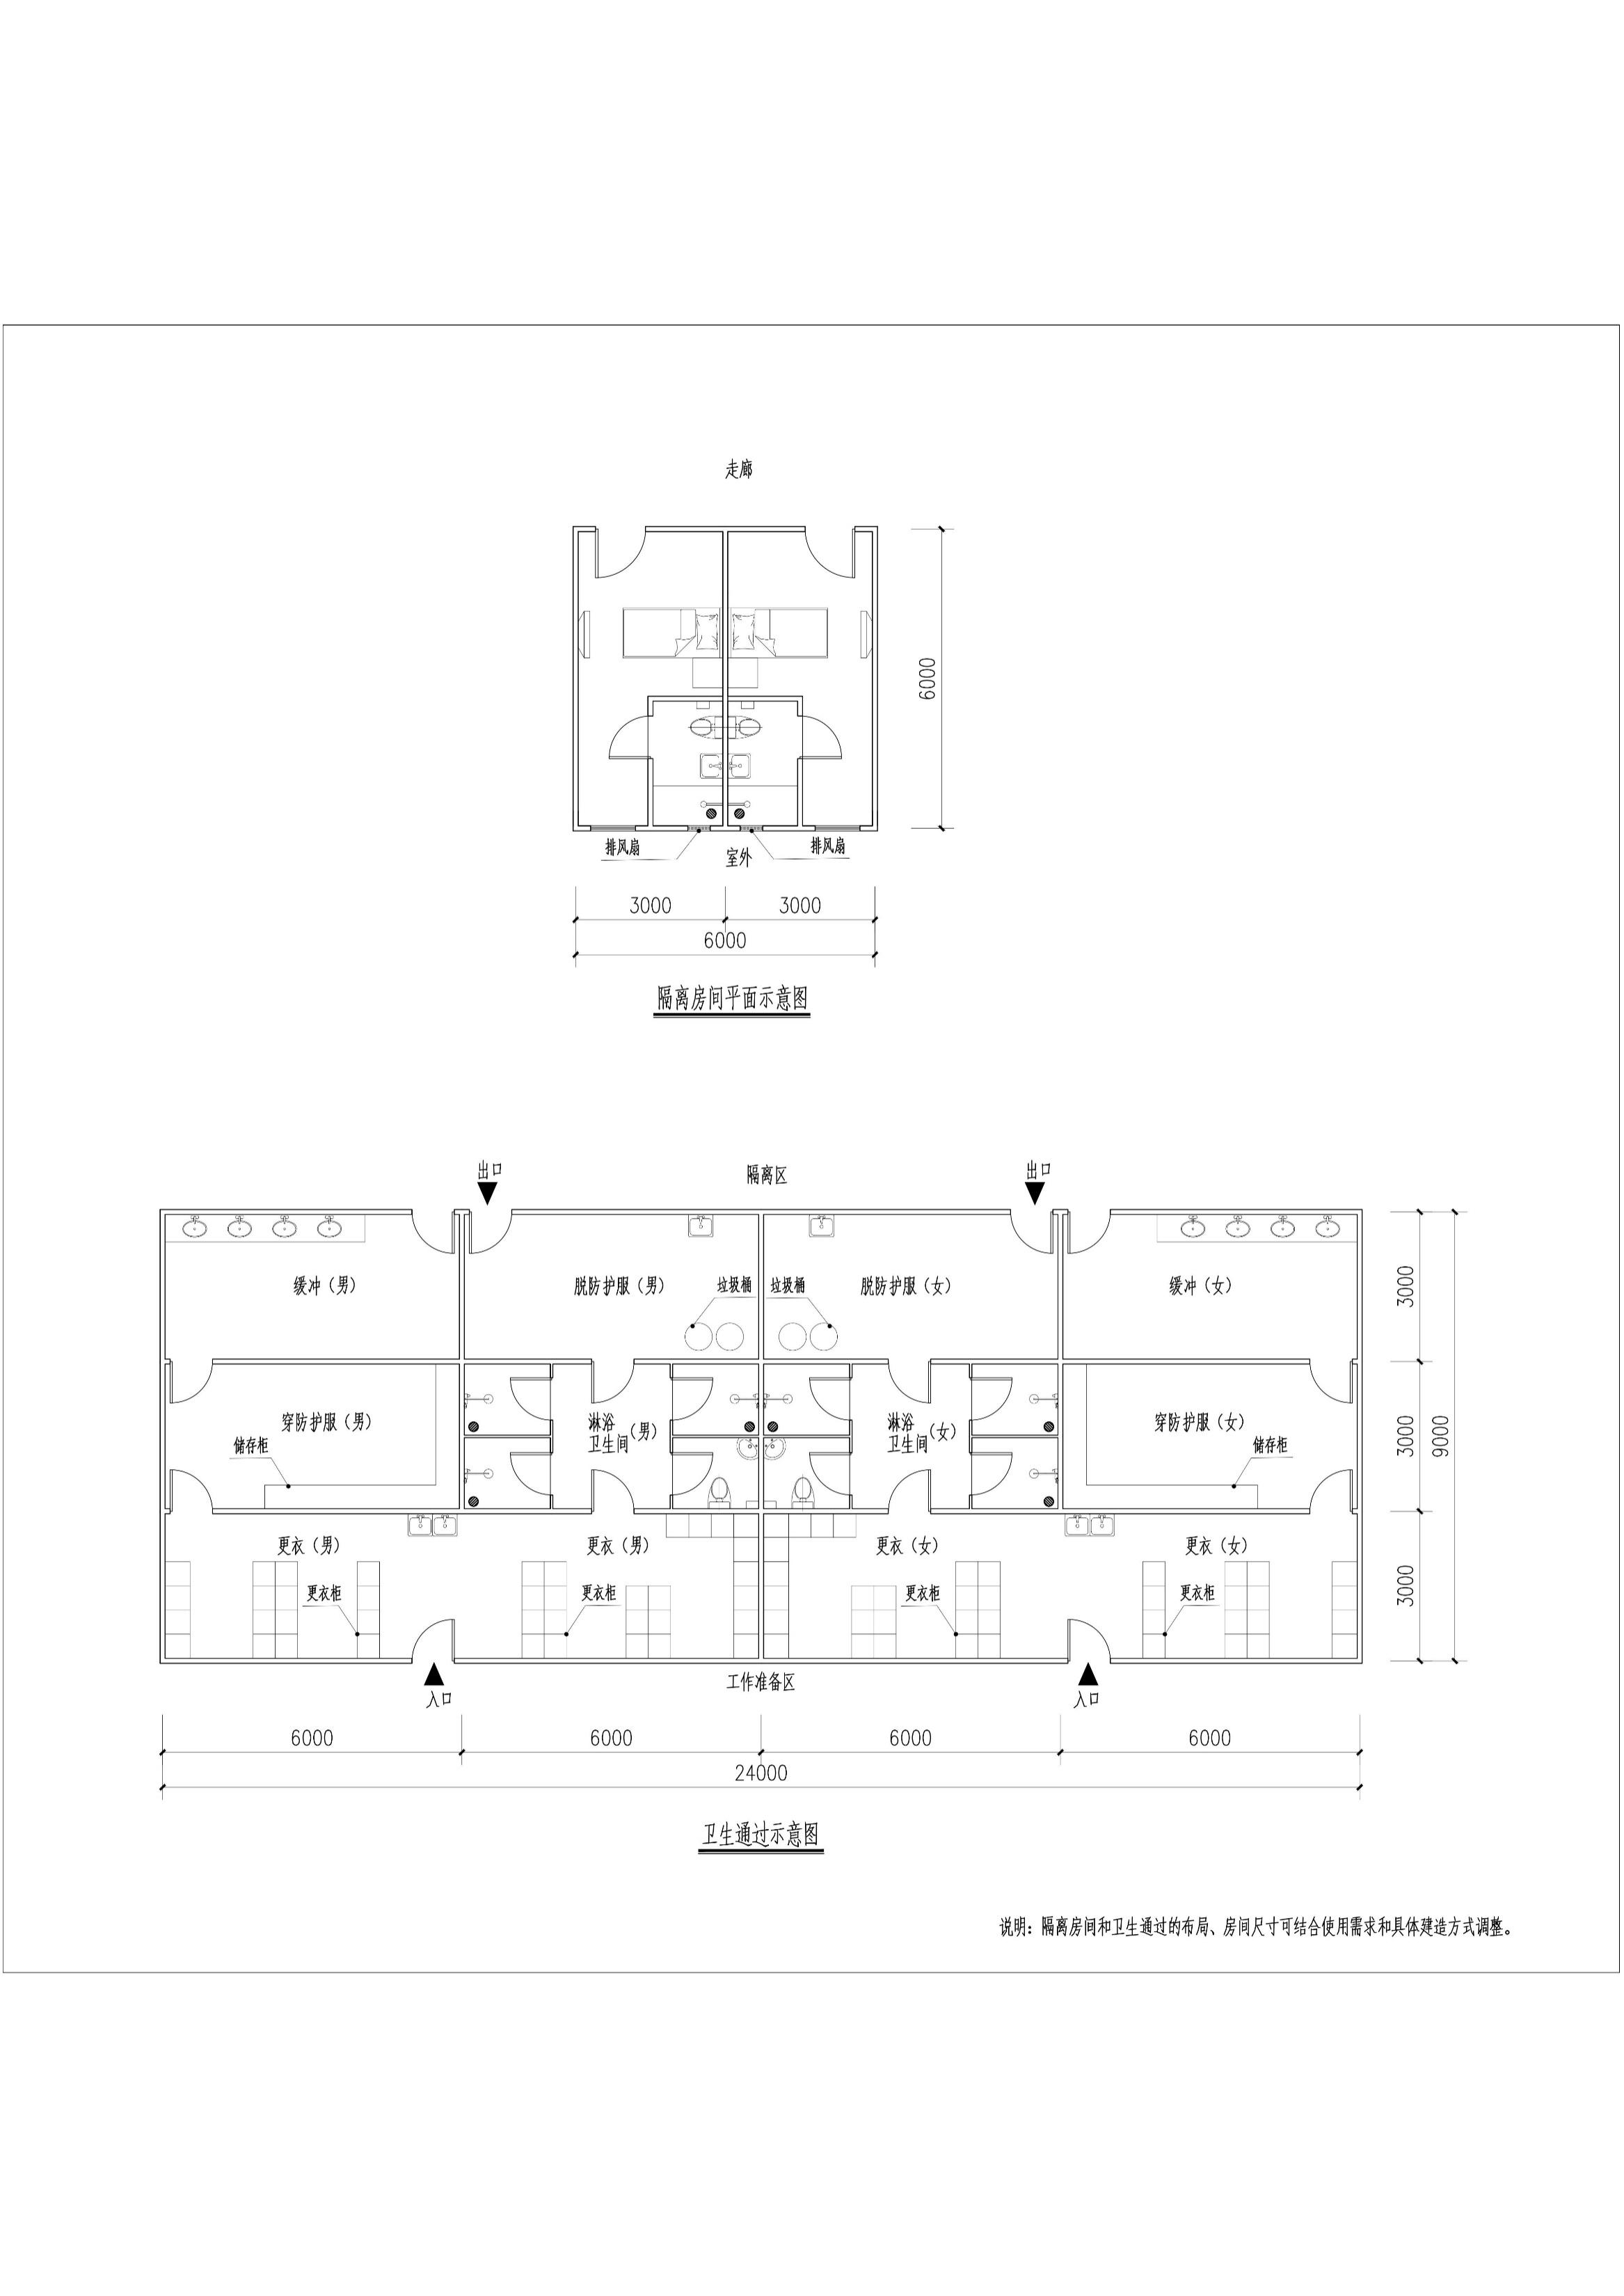 走廊
6000
排风扇
室外
排风扇
3000
3000
6000
隔离房间平面示意图
出口
隔离区
出口
缓冲（男）
脱防护服（男）
垃圾桶
垃圾桶
脱防护服（女）
缓冲（女）
3000
穿防护服（男）
储存柜
淋浴
卫生间
（男）
淋浴
卫生间
（女）
穿防护服（女）
储存柜
3000
9000
更衣（男）
更衣（男）
更衣（女）
更衣（女）
更衣柜
更衣柜
更衣柜
更衣柜
3000
入口
工作准备区
入口
6000
6000
6000
6000
24000
卫生通过示意图
说明：隔离房间和卫生通过的布局、房间尺寸可结合使用需求和具体建造方式调整。